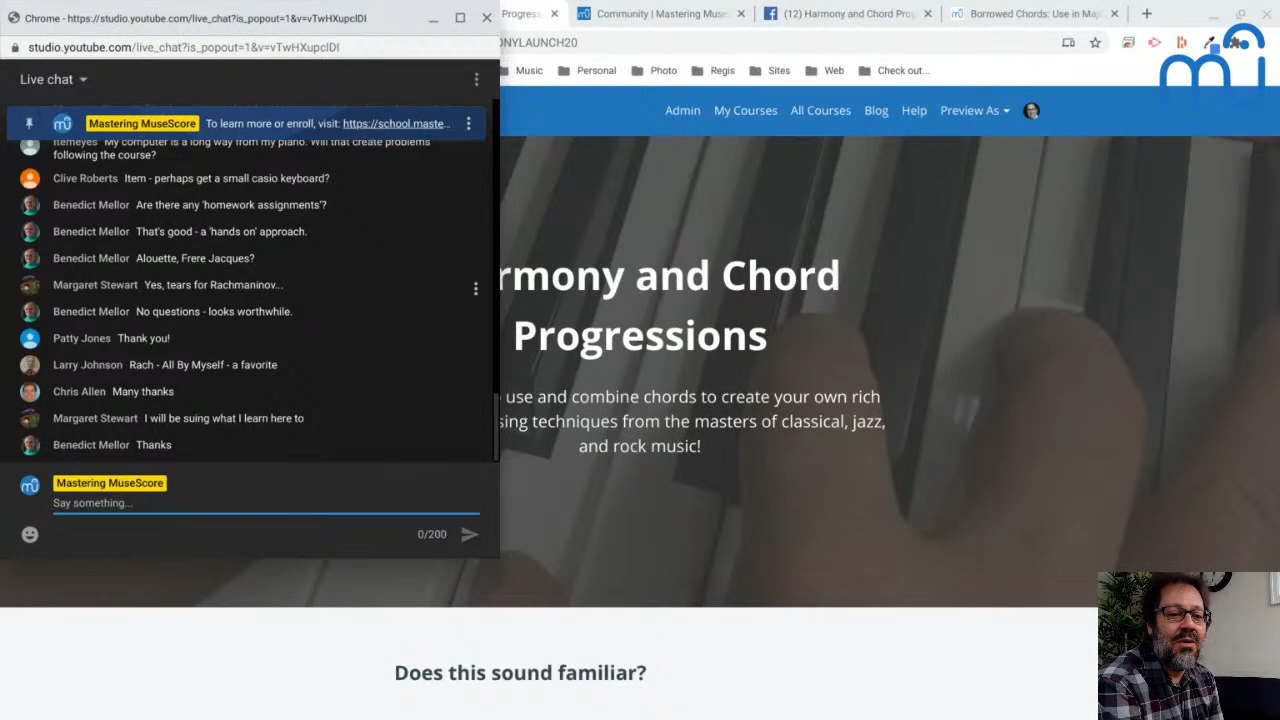 Chrome - https://studio.youtube.com/live_chat?is_popout=1&v=vTwHXupclDI
Progress
Community | Mastering Muse
(12) Harmony and Chord Prog
Borrowed Chords: Use in Maj
studio.youtube.com/live_chat?is_popout=1&v=vTwHXupclDI
ONYLAUNCH20
Music
Personal
Photo
Regis
Sites
Web
Check out...
Live chat
Admin
My Courses
All Courses
Blog
Help
Preview As
Mastering MuseScore To learn more or enroll, visit: https://school.maste...
Itemeyes My computer is a long way from my piano. Will that create problems
following the course?
Clive Roberts Item - perhaps get a small casio keyboard?
Benedict Mellor Are there any 'homework assignments'?
Benedict Mellor That's good - a 'hands on' approach.
Benedict Mellor Alouette, Frere Jacques?
Margaret Stewart Yes, tears for Rachmaninov...
Benedict Mellor No questions - looks worthwhile.
Patty Jones Thank you!
Larry Johnson Rach - All By Myself - a favorite
Chris Allen Many thanks
Margaret Stewart I will be suing what I learn here to
Benedict Mellor Thanks
Mastering MuseScore
Say something...
0/200
rmony and Chord
Progressions
use and combine chords to create your own rich
sing techniques from the masters of classical, jazz,
and rock music!
Does this sound familiar?